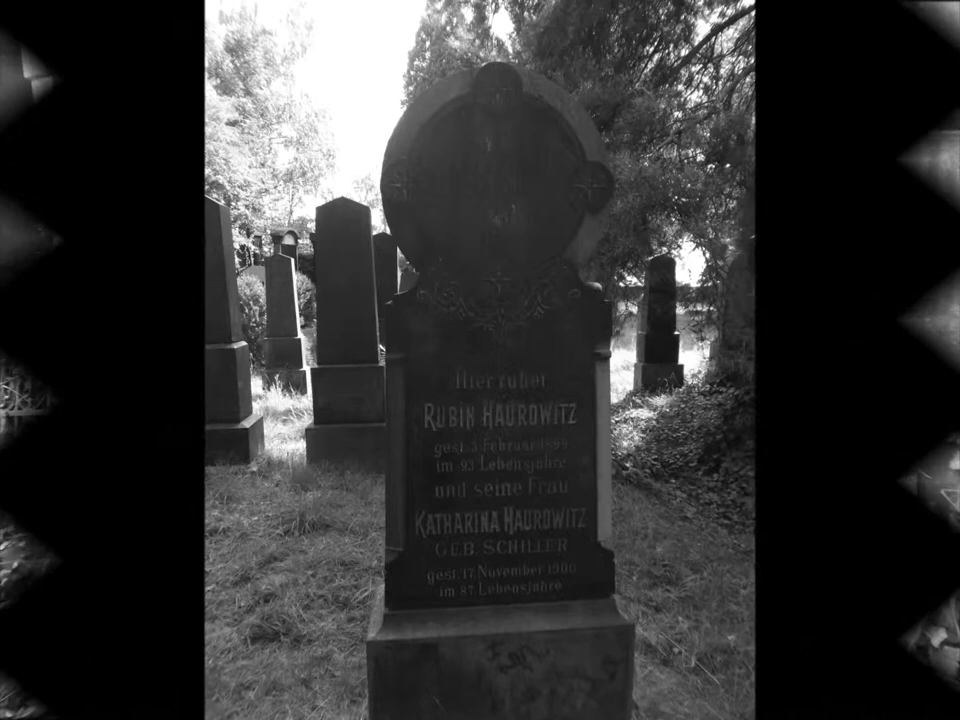 Hier ruhet
RUBIN HAUROWITZ
gest. 3. Februar 1899
im 93. Lebensjahre
und seine Frau
KATHARINA HAUROWITZ
GEB. SCHILLER
gest. 17. November 1900
im 87. Lebensjahre